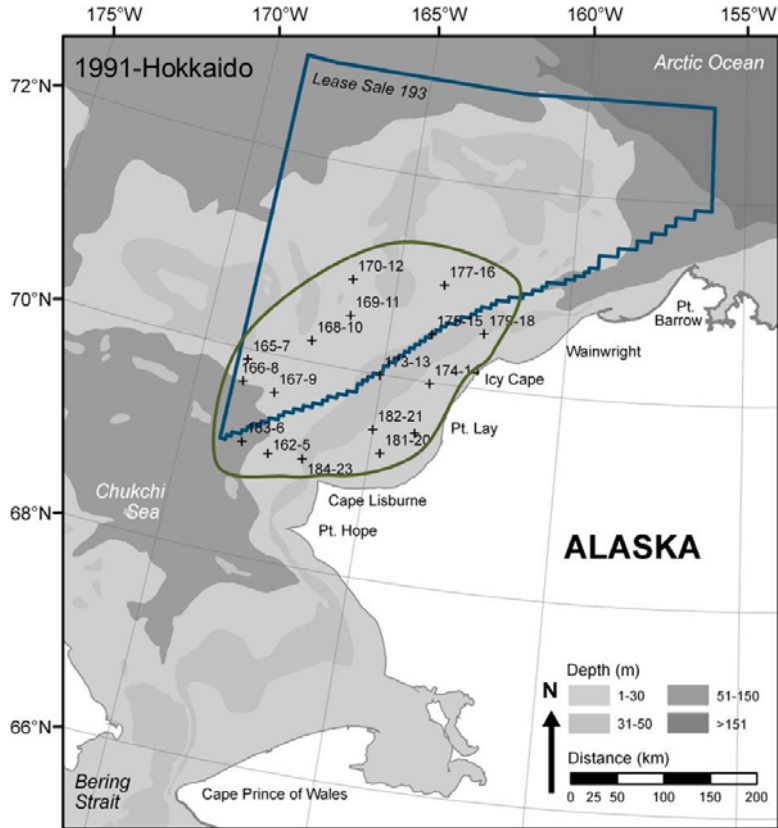 175°W 170°W 165°W 160°W 155°W
1991-Hokkaido
Arctic Ocean
72°N
Lease Sale 193
170-12
177-16
169-11
70°N
168-10
175-15
179-18
Pt.
Barrow
165-7
Wainwright
166-8
173-13
174-14
167-9
Icy Cape
182-21
Pt. Lay
163-6
162-5
181-20
184-23
Chukchi
Sea
Cape Lisburne
68°N
Pt. Hope
ALASKA
Depth (m)
N
1-30
51-150
31-50
>151
66°N
Distance (km)
Bering
Strait
Cape Prince of Wales
0 25 50 100 150 200